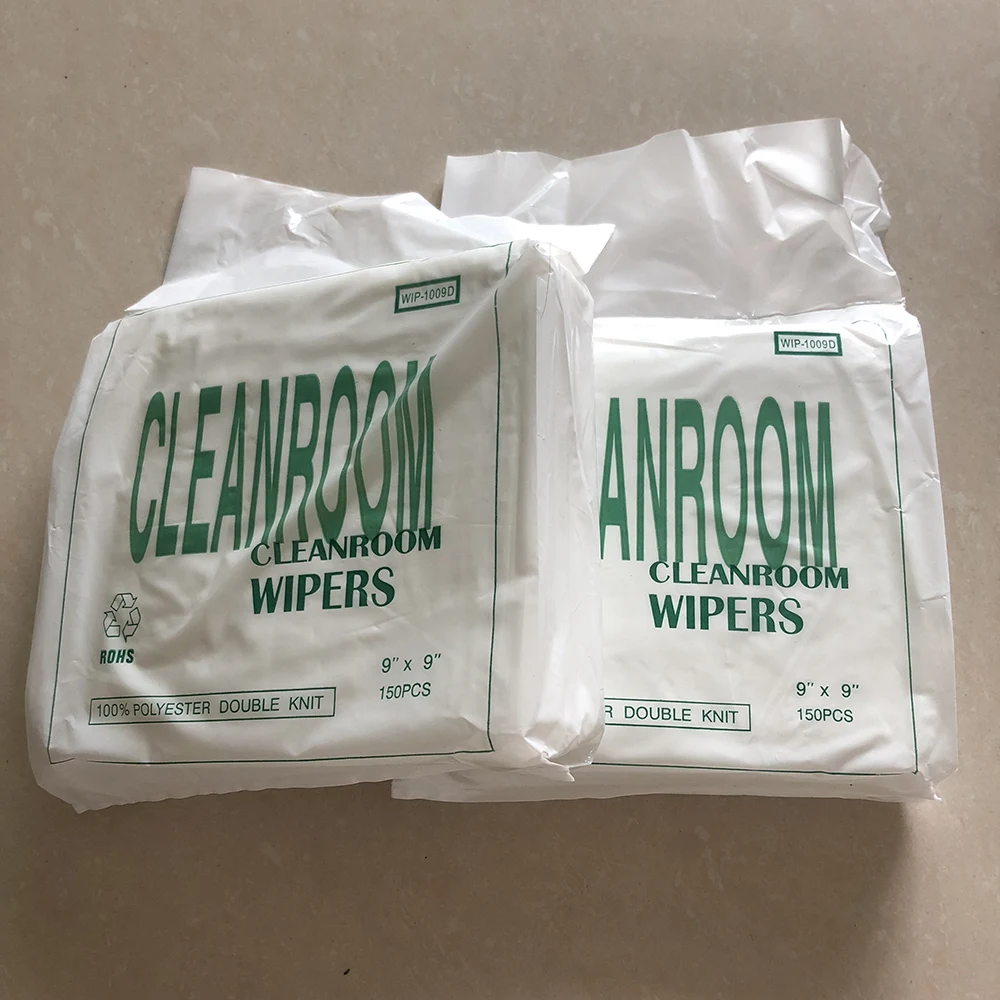 WIP-1009D
CLEANROOM
CLEANROOM
WIPERS
ROHS
9" x 9"
150PCS
100% POLYESTER DOUBLE KNIT
WIP-1009D
ANROOM
CLEANROOM
WIPERS
9" x 9"
150PCS
R DOUBLE KNIT